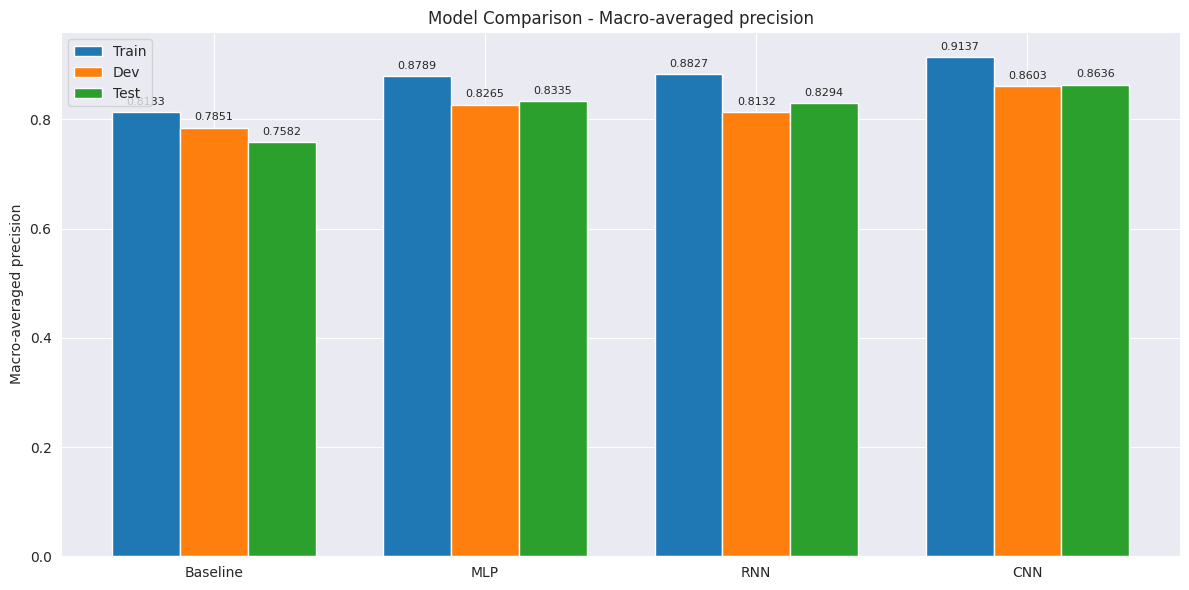 Model Comparison - Macro-averaged precision
Train
Dev
Test
0.8133
0.7851
0.7582
0.8789
0.8265
0.8335
0.8827
0.8132
0.8294
0.9137
0.8603
0.8636
Macro-averaged precision
0.8
0.6
0.4
0.2
0.0
Baseline
MLP
RNN
CNN